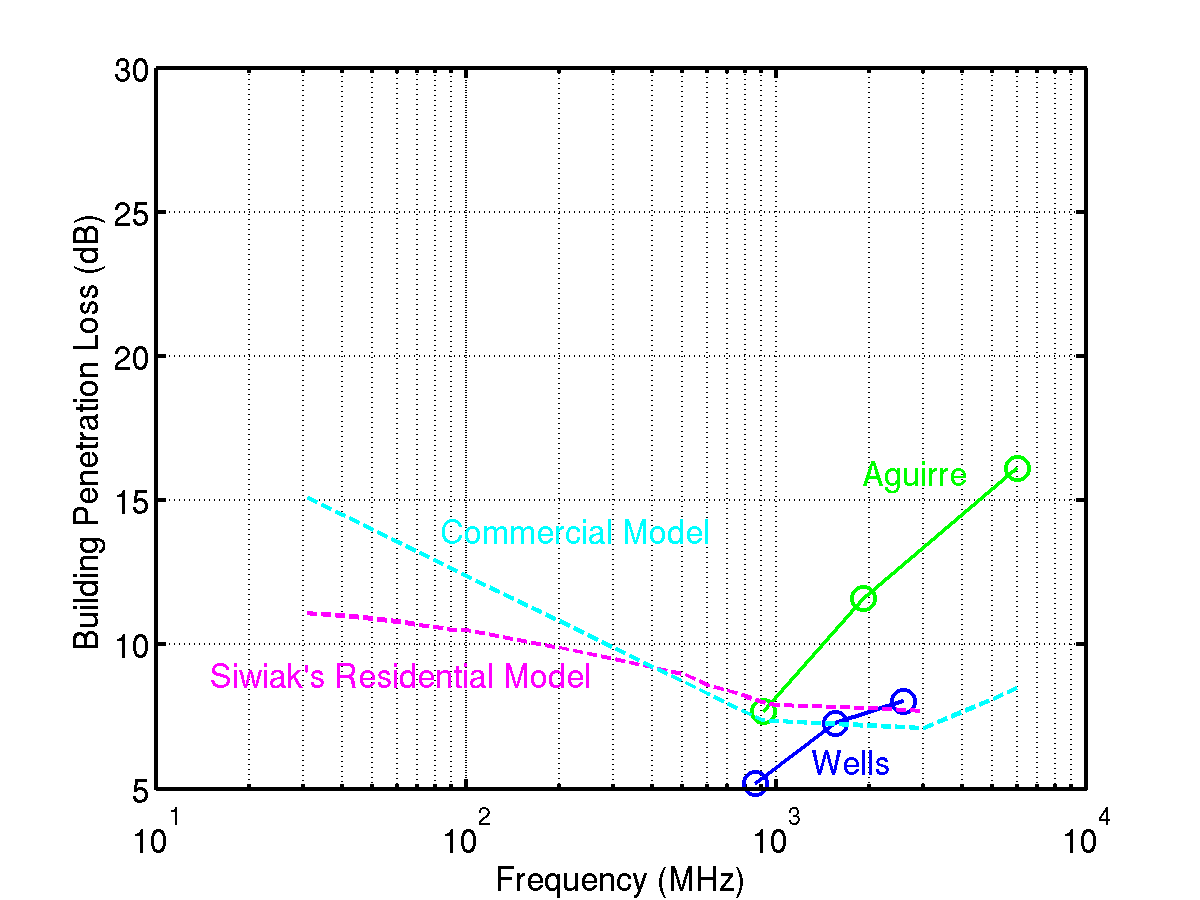 30
25
20
15
10
5
Building Penetration Loss (dB)
Aguirre
Commercial Model
Siwiak's Residential Model
Wells
10^1
10^2
10^3
10^4
Frequency (MHz)